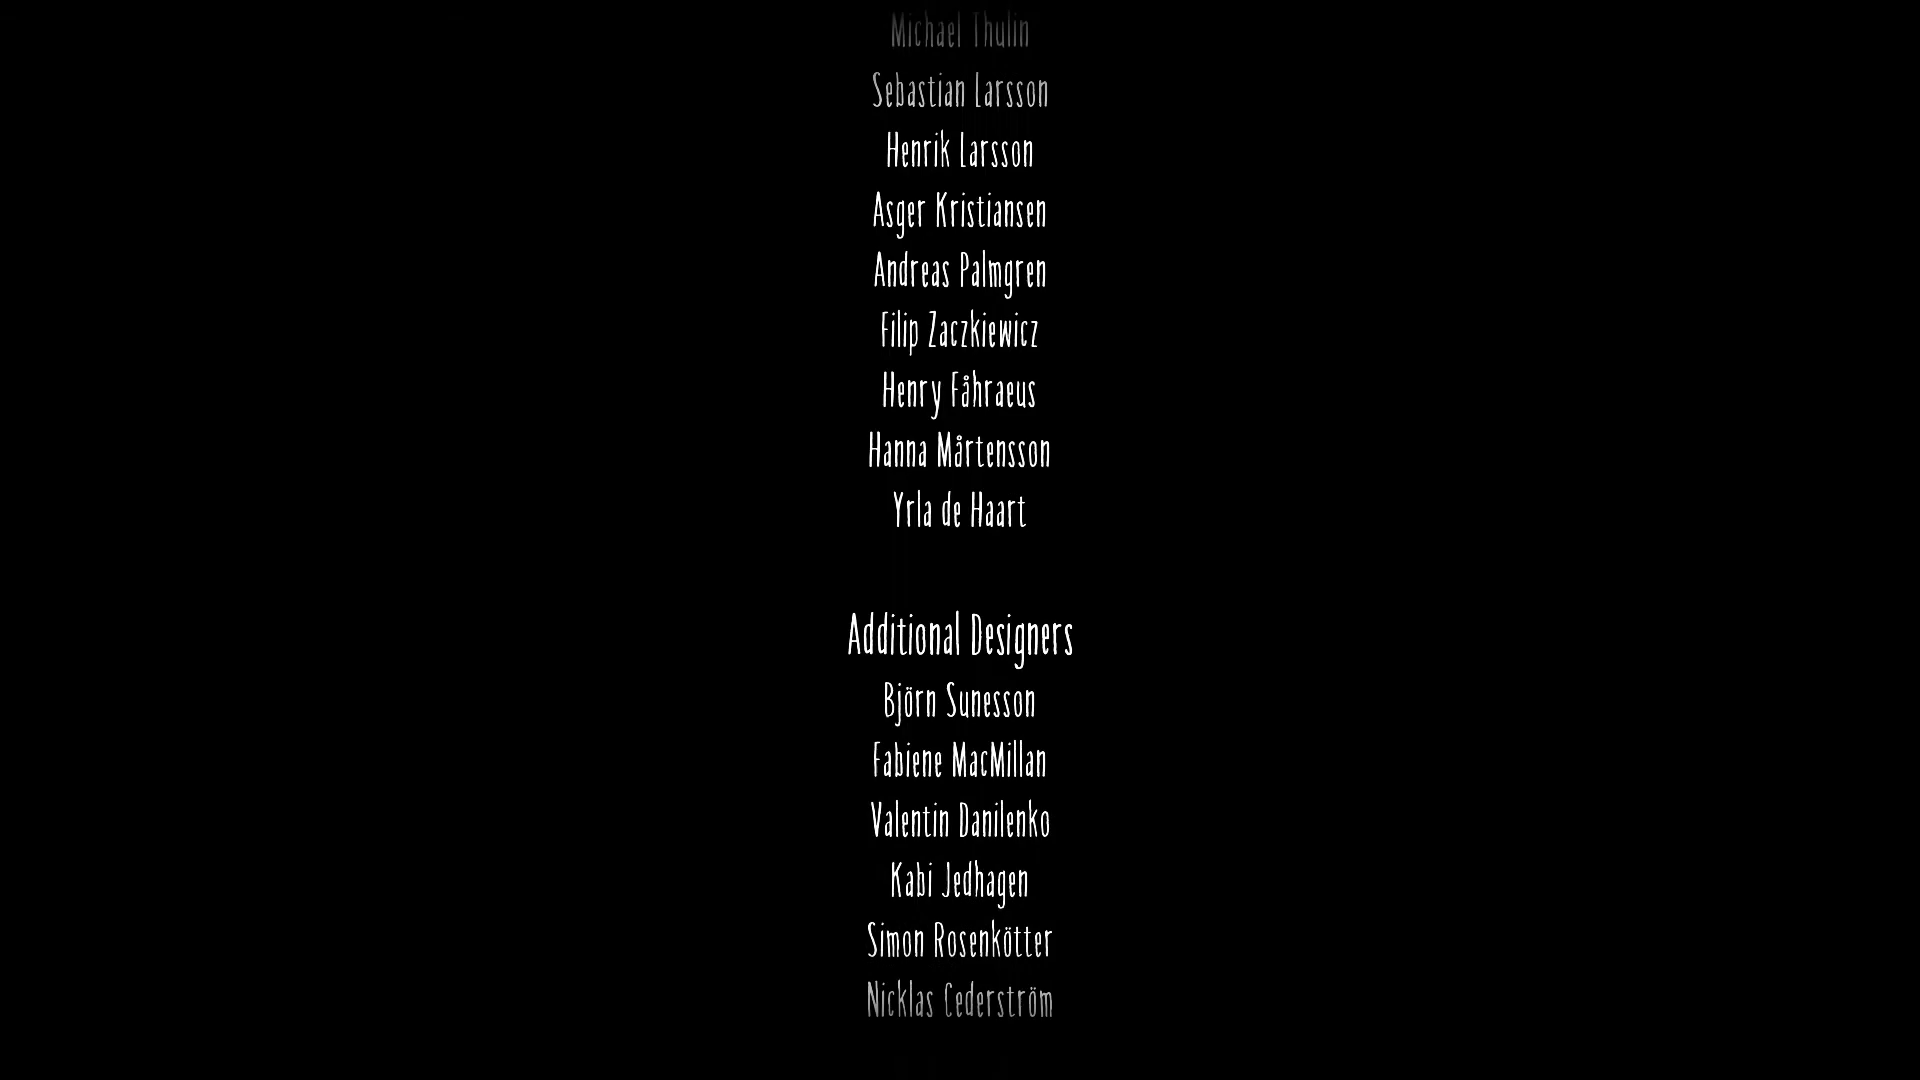 Michael Thulin
Sebastian Larsson
Henrik Larsson
Asger Kristiansen
Andreas Palmgren
Filip Zaczkiewicz
Henry Fåhraeus
Hanna Mårtensson
Yrla de Haart
Additional Designers
Björn Sunesson
Fabiene MacMillan
Valentin Danilenko
Kabi Jedhagen
Simon Rosenkötter
Nicklas Cederström